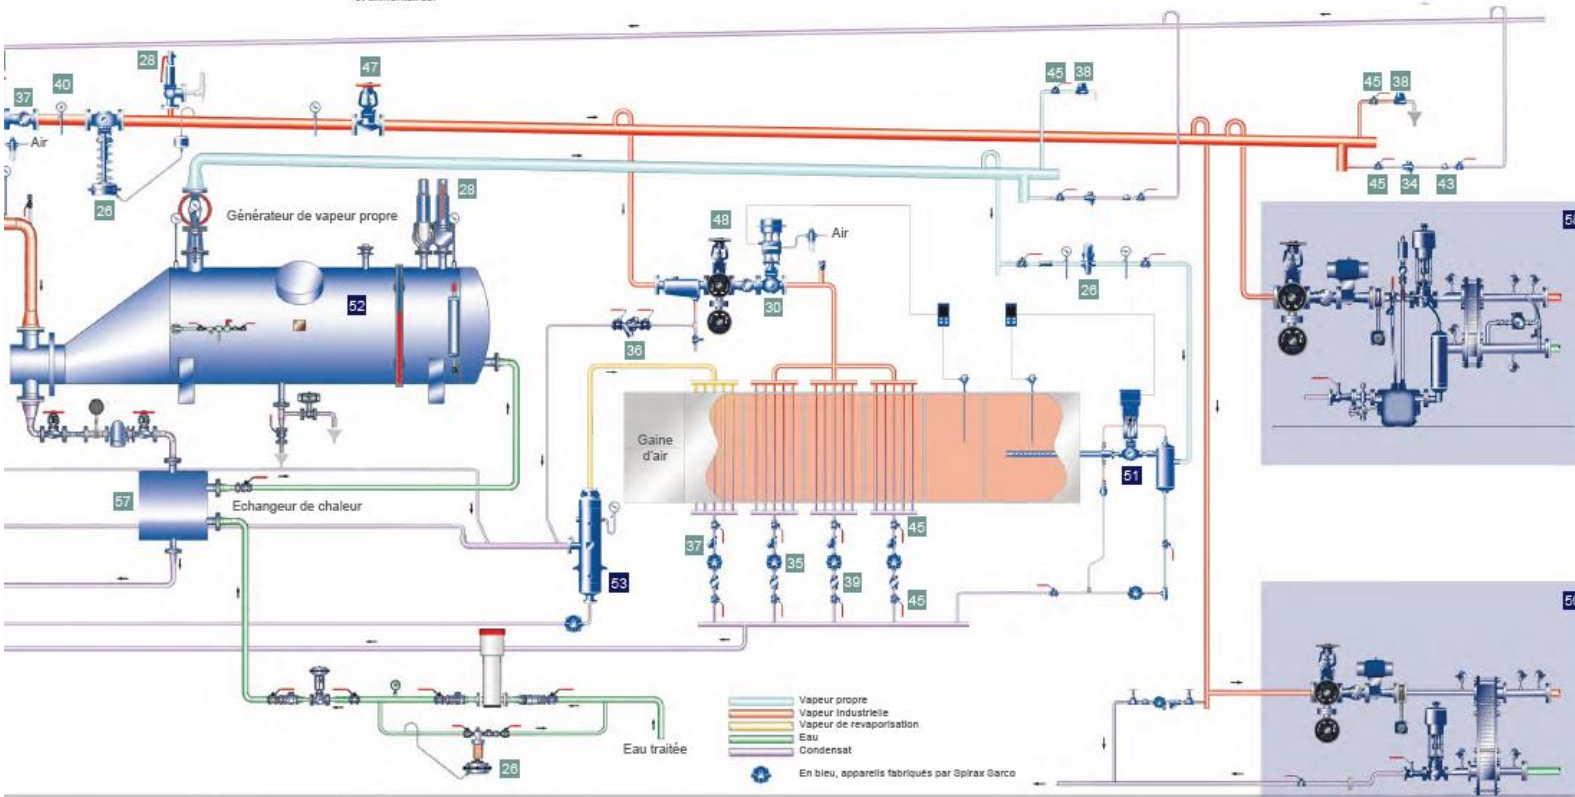 28
47
40
37
45
38
45
38
Air
26
45
34
43
28
Générateur de vapeur propre
48
Air
52
30
26
36
Gaine
d'air
51
57
Echangeur de chaleur
45
37
35
39
53
45
Vapeur propre
Vapeur Industrielle
Vapeur de revaporisation
Eau
Condensat
Eau traitée
26
En bleu, appareils fabriqués par Spirax Sarco